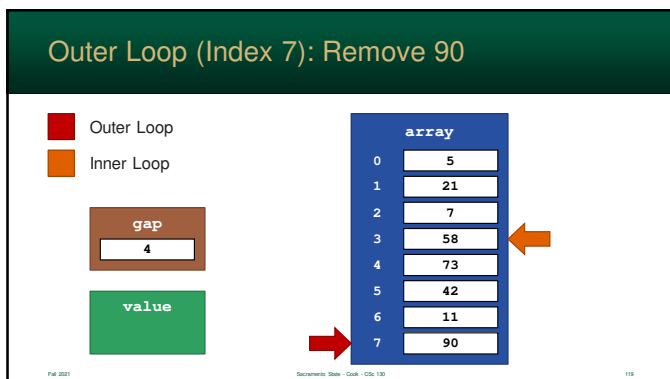 Outer Loop (Index 7): Remove 90
Outer Loop
Inner Loop
gap
4
value
array
0 5
1 21
2 7
3 58
4 73
5 42
6 11
7 90
Fall 2021 Sacramento State - Cook - CSc 130 119